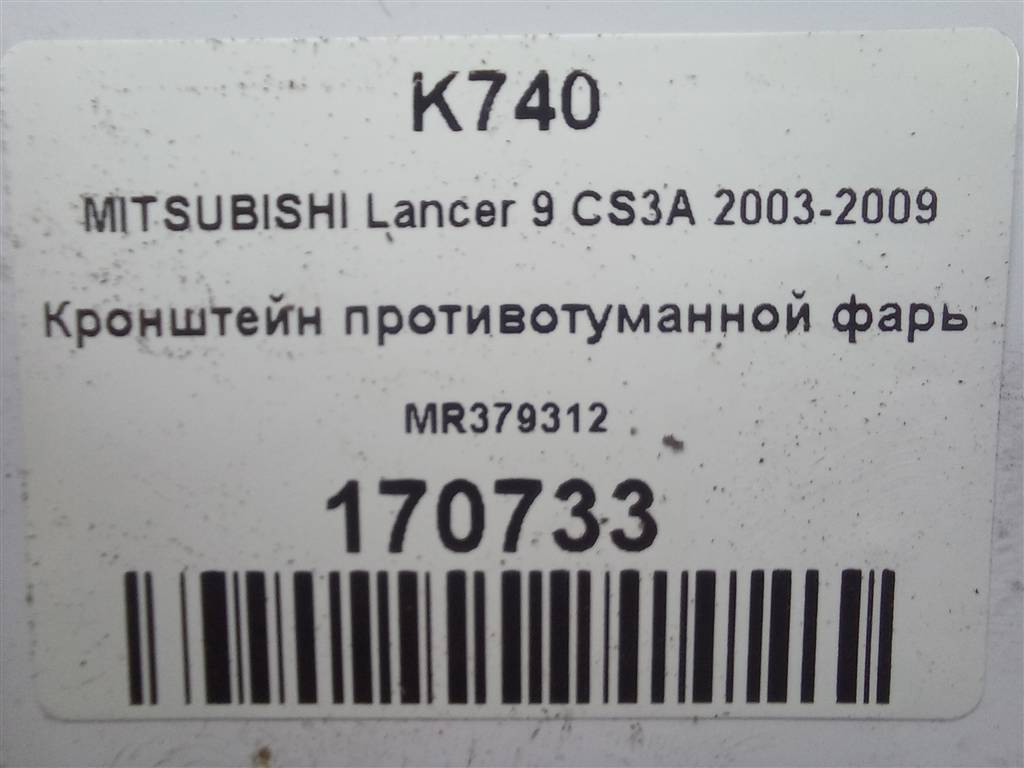 K740
MITSUBISHI Lancer 9 CS3A 2003-2009
Кронштейн противотуманной фарь
MR379312
170733